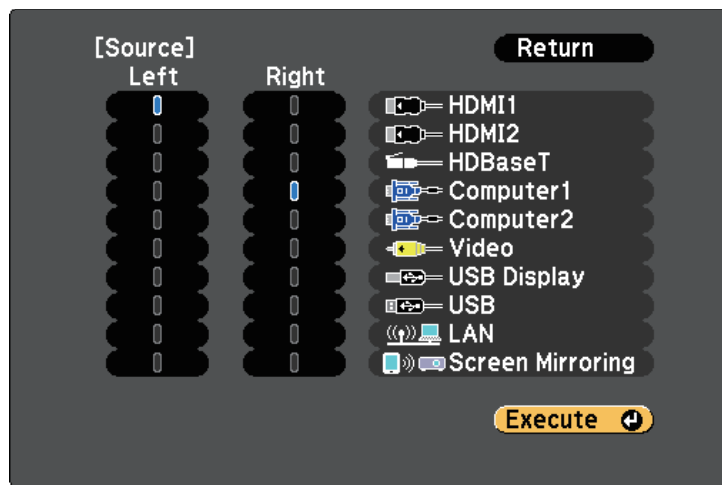 [Source]
Return
Left Right
HDMI1
HDMI2
HDBaseT
Computer1
Computer2
Video
USB Display
USB
LAN
Screen Mirroring
Execute